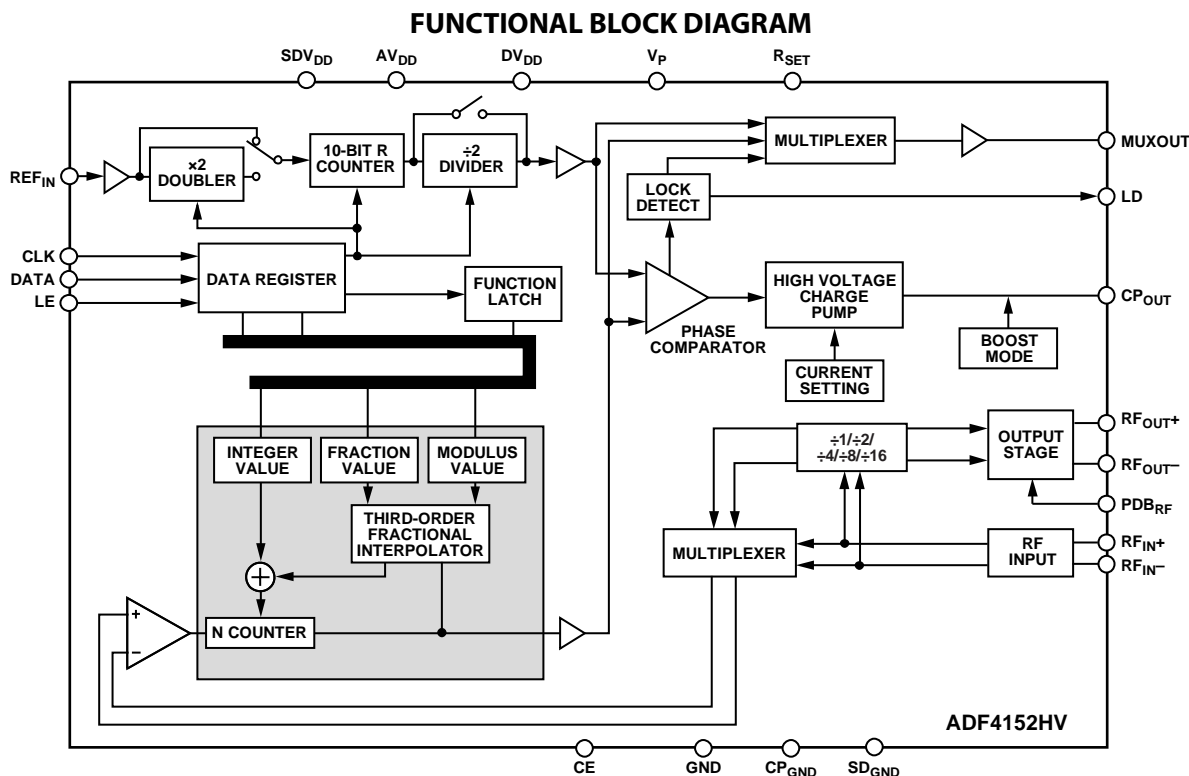 FUNCTIONAL BLOCK DIAGRAM
SDVDD
AVDD
DVDD
VP
RSET
REFIN
×2
DOUBLER
10-BIT R
COUNTER
÷2
DIVIDER
MULTIPLEXER
MUXOUT
LOCK
DETECT
LD
CLK
DATA
LE
DATA REGISTER
FUNCTION
LATCH
PHASE
COMPARATOR
HIGH VOLTAGE
CHARGE
PUMP
CPOUT
CURRENT
SETTING
BOOST
MODE
INTEGER
VALUE
FRACTION
VALUE
MODULUS
VALUE
THIRD-ORDER
FRACTIONAL
INTERPOLATOR
+
N COUNTER
+
−
÷1/÷2/
÷4/÷8/÷16
OUTPUT
STAGE
RFOUT+
RFOUT−
PDBRF
MULTIPLEXER
RF
INPUT
RFIN+
RFIN−
ADF4152HV
CE
GND
CPGND
SDGND